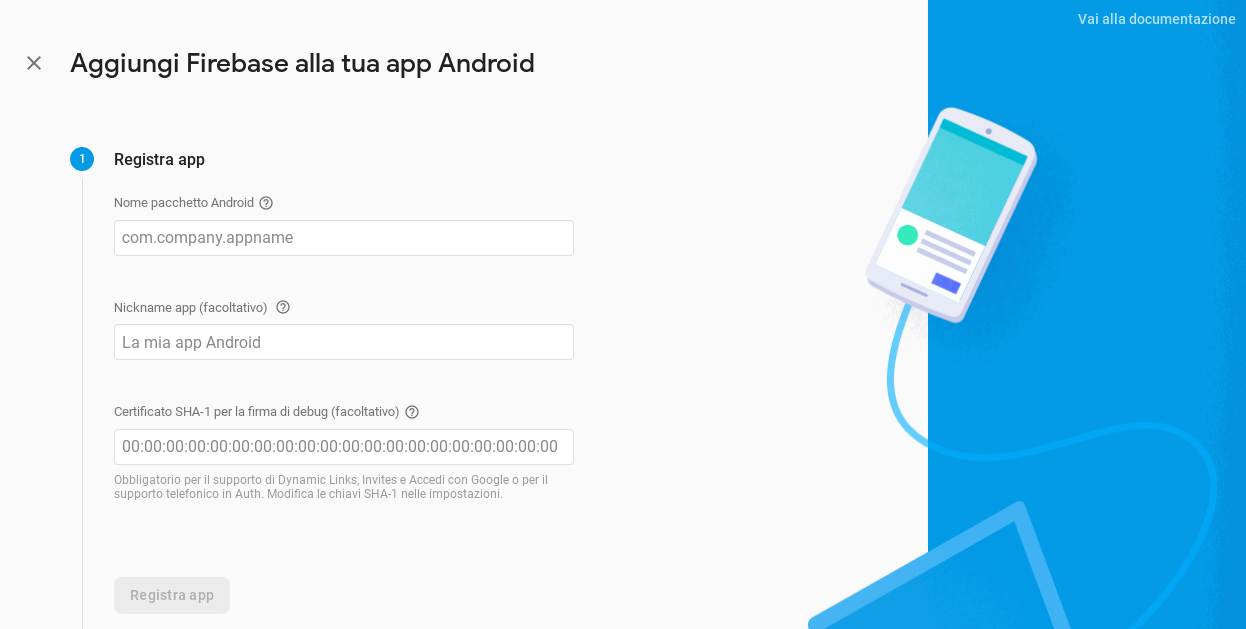 Vai alla documentazione
Aggiungi Firebase alla tua app Android
1
Registra app
Nome pacchetto Android
com.company.appname
Nickname app (facoltativo)
La mia app Android
Certificato SHA-1 per la firma di debug (facoltativo)
00:00:00:00:00:00:00:00:00:00:00:00:00:00:00:00:00:00:00:00
Obbligatorio per il supporto di Dynamic Links, Invites e Accedi con Google o per il
supporto telefonico in Auth. Modifica le chiavi SHA-1 nelle impostazioni.
Registra app